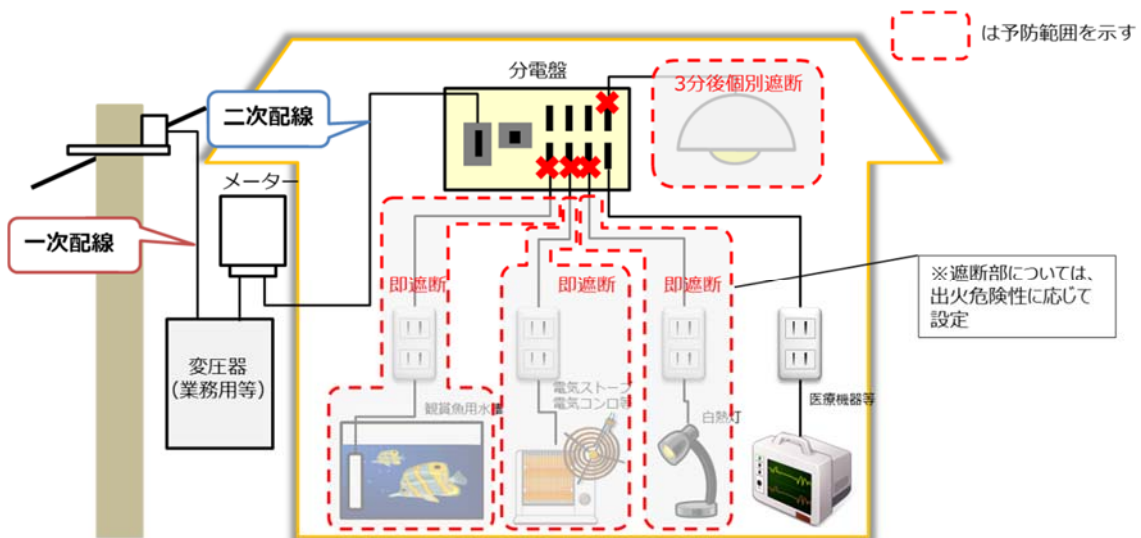 は予防範囲を示す
分電盤
3分後個別遮断
二次配線
メーター
一次配線
即遮断
即遮断
即遮断
※遮断部については、
出火危険性に応じて
設定
変圧器
(業務用等)
観賞魚用水槽
電気ストーブ
電気コンロ等
白熱灯
医療機器等